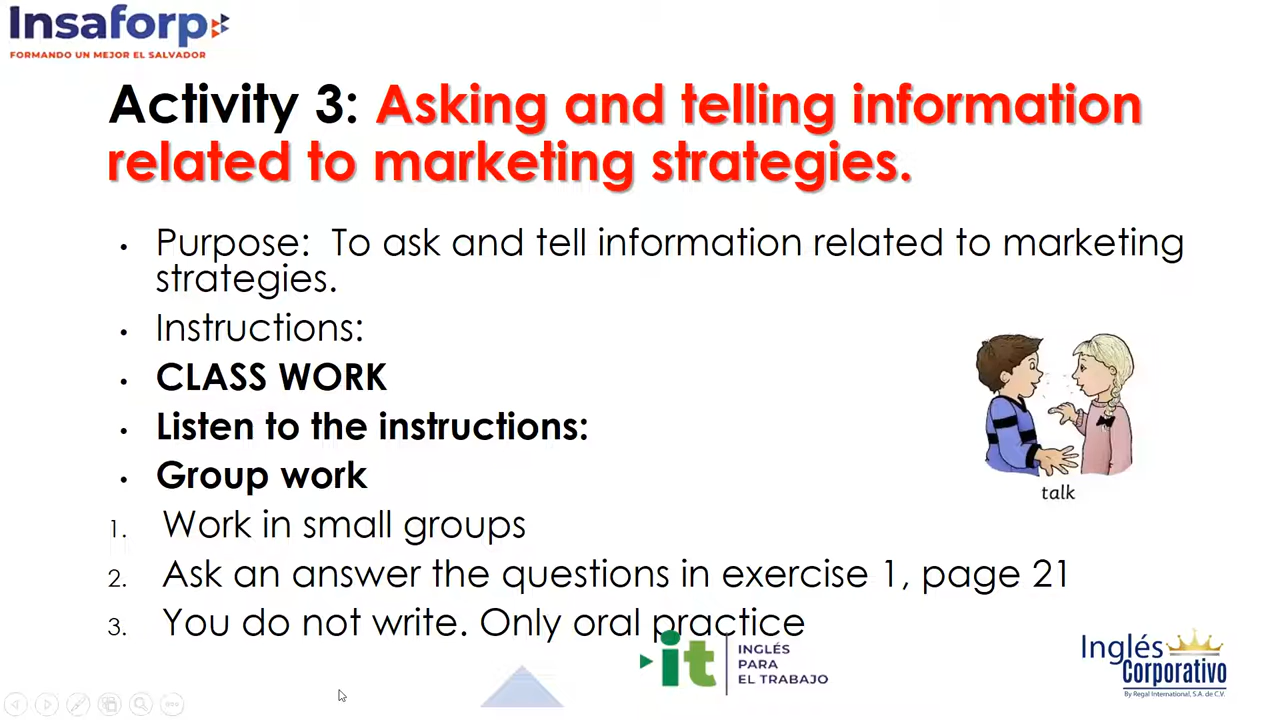 Insaforp
FORMANDO UN MEJOR EL SALVADOR
Activity 3: Asking and telling information
related to marketing strategies.
• Purpose: To ask and tell information related to marketing
strategies.
• Instructions:
• CLASS WORK
• Listen to the instructions:
• Group work
talk
1. Work in small groups
2. Ask an answer the questions in exercise 1, page 21
3. You do not write. Only oral practice
it
INGLÉS
PARA
EL TRABAJO
Inglés
Corporativo
By Regal International, S.A. de C.V.